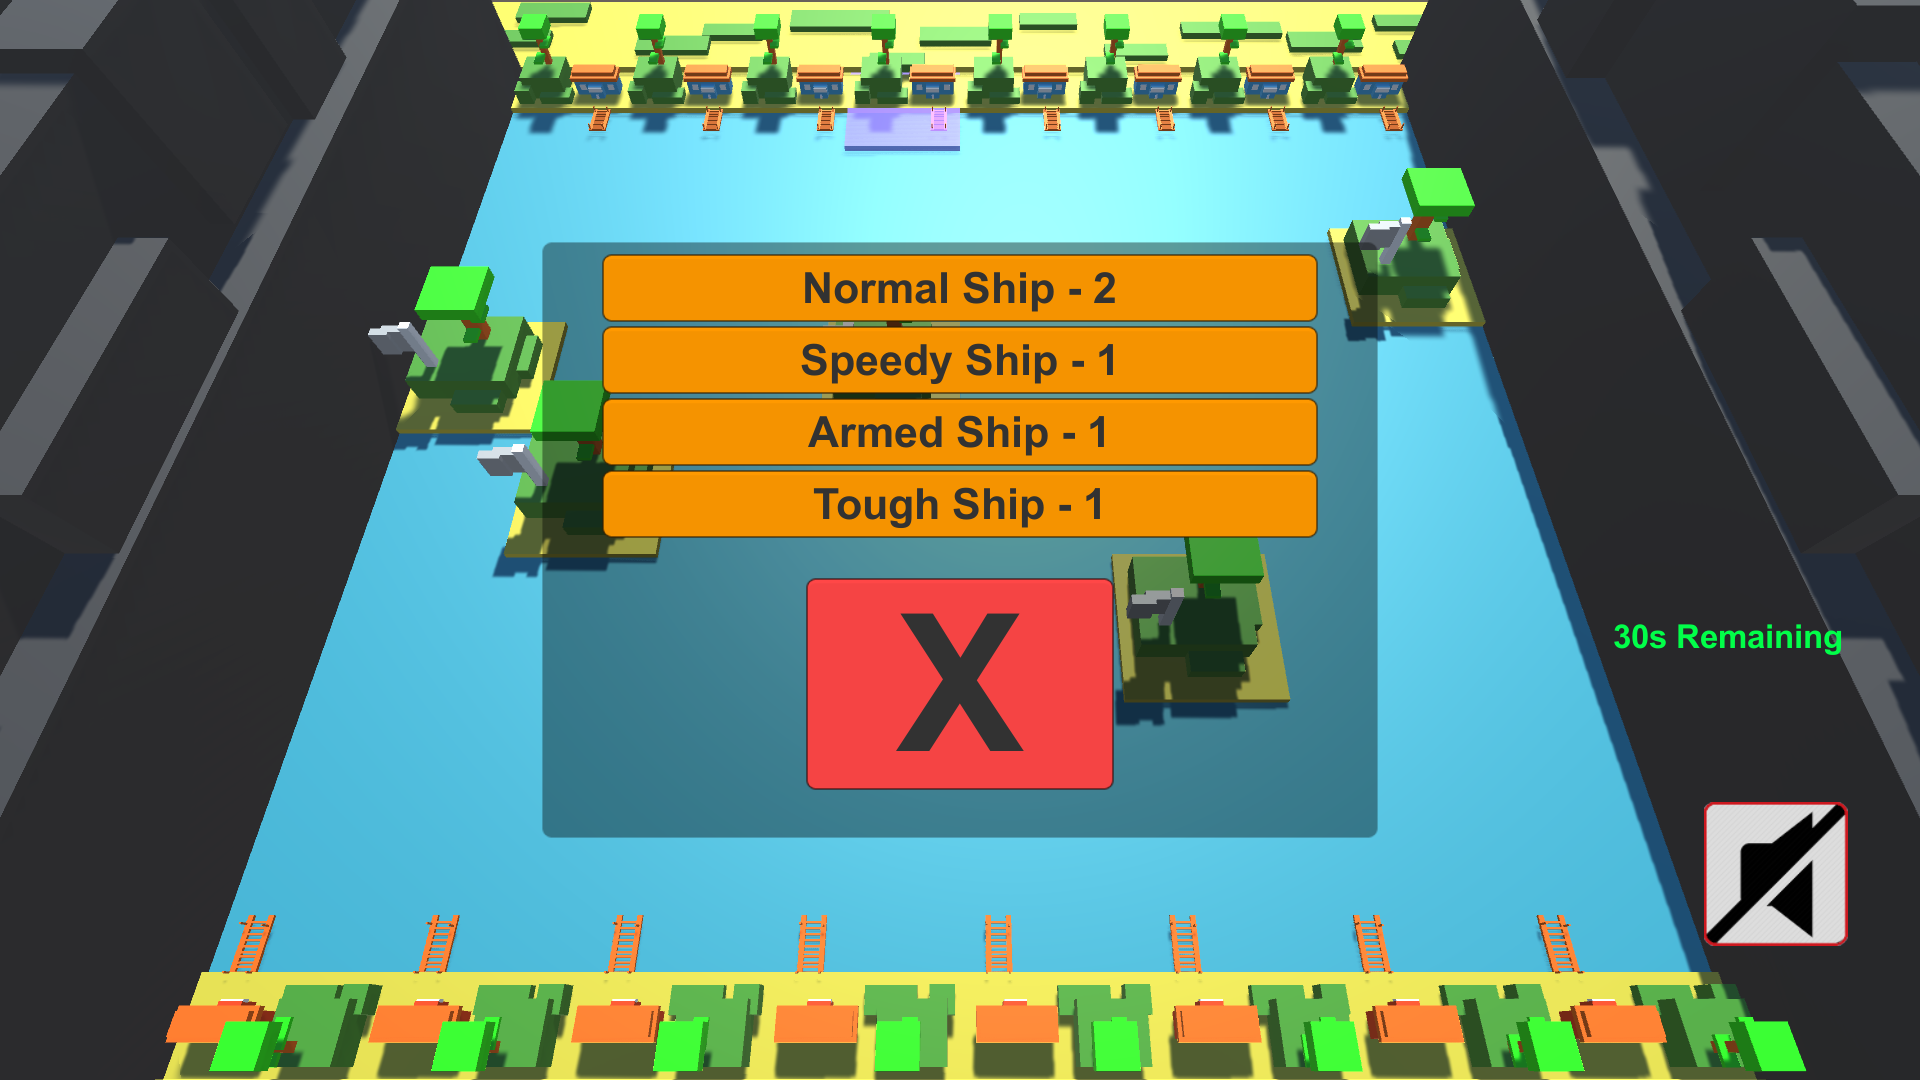 Normal Ship - 2
Speedy Ship - 1
Armed Ship - 1
Tough Ship - 1
X
30s Remaining